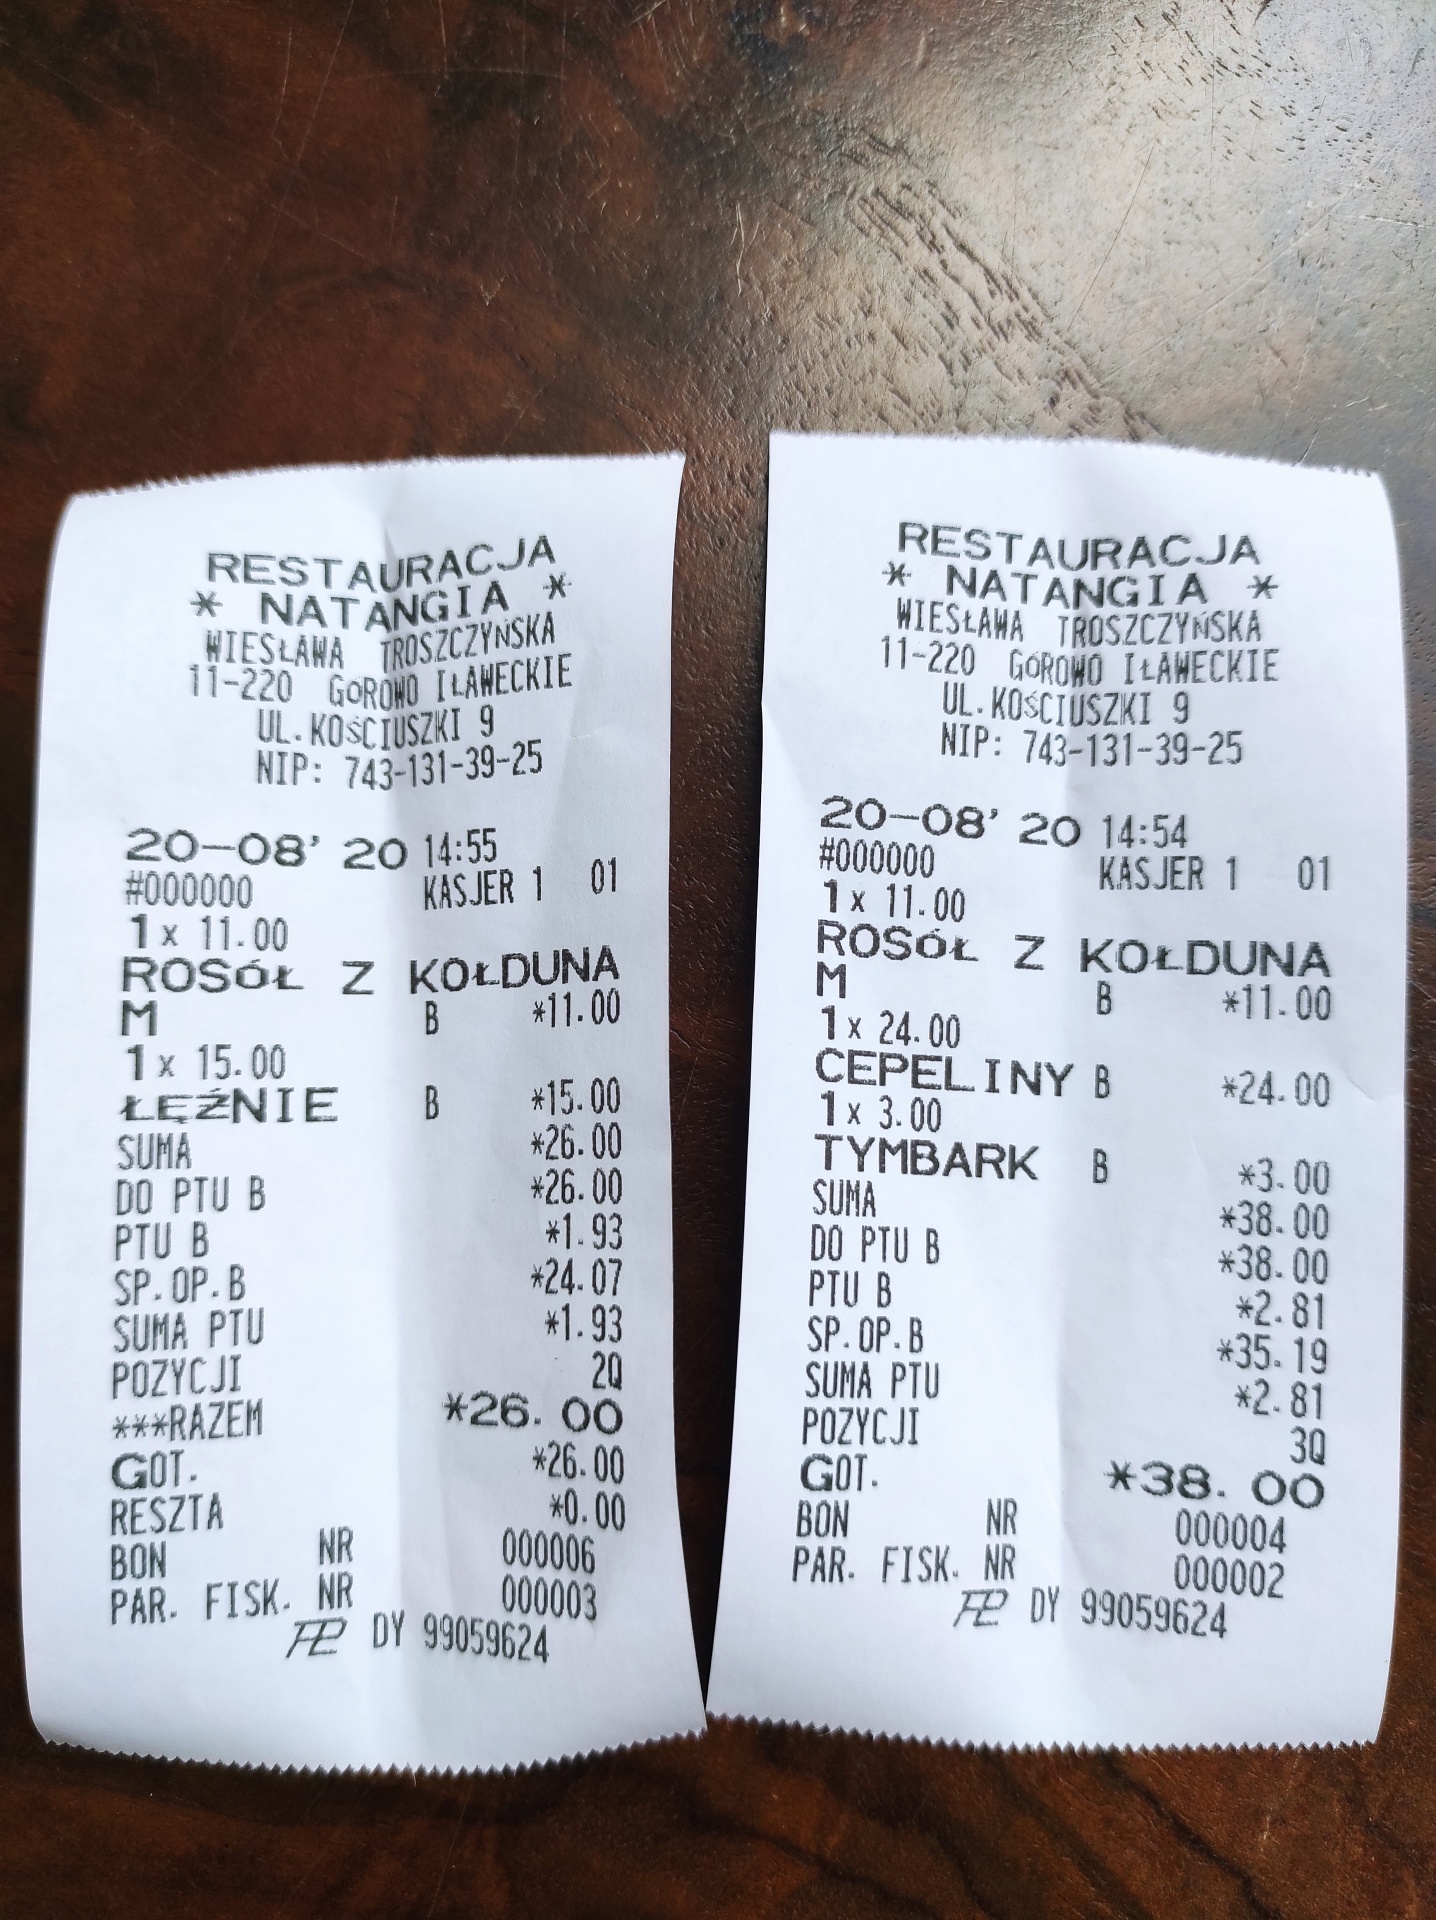 RESTAURACJA
* NATANGIA *
WIESŁAWA TROSZCZYŃSKA
11-220 GÓROWO IŁAWECKIE
UL.KOŚCIUSZKI 9
NIP: 743-131-39-25
20-08' 20 14:55
#000000 KASJER 1 01
1 x 11.00
ROSÓŁ Z KOŁDUNA
M B *11.00
1 x 15.00
ŁĘŹNIE B *15.00
SUMA *26.00
DO PTU B *26.00
PTU B *1.93
SP.OP.B *24.07
SUMA PTU *1.93
POZYCJI 2Q
***RAZEM *26.00
GOT. *26.00
RESZTA *0.00
BON NR 000006
PAR. FISK. NR 000003
DY 99059624
RESTAURACJA
* NATANGIA *
WIESŁAWA TROSZCZYŃSKA
11-220 GÓROWO IŁAWECKIE
UL.KOŚCIUSZKI 9
NIP: 743-131-39-25
20-08' 20 14:54
#000000 KASJER 1 01
1 x 11.00
ROSÓŁ Z KOŁDUNA
M B *11.00
1 x 24.00
CEPELINY B *24.00
1 x 3.00
TYMBARK B *3.00
SUMA *38.00
DO PTU B *38.00
PTU B *2.81
SP.OP.B *35.19
SUMA PTU *2.81
POZYCJI 3Q
GOT. *38.00
BON NR 000004
PAR. FISK. NR 000002
DY 99059624